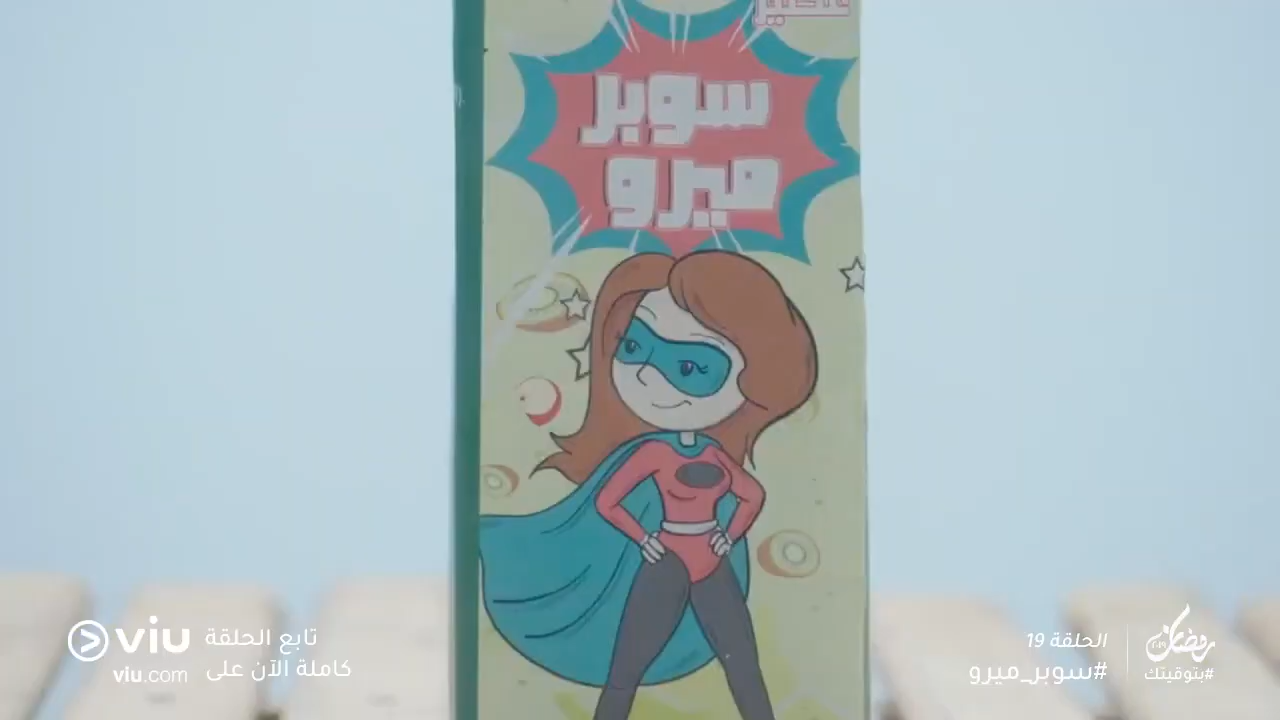 سوبر
ميرو
viu
viu.com
تابع الحلقة
كاملة الآن على
الحلقة 19
#سوبر_ميرو
رمضان
#بتوقيتك